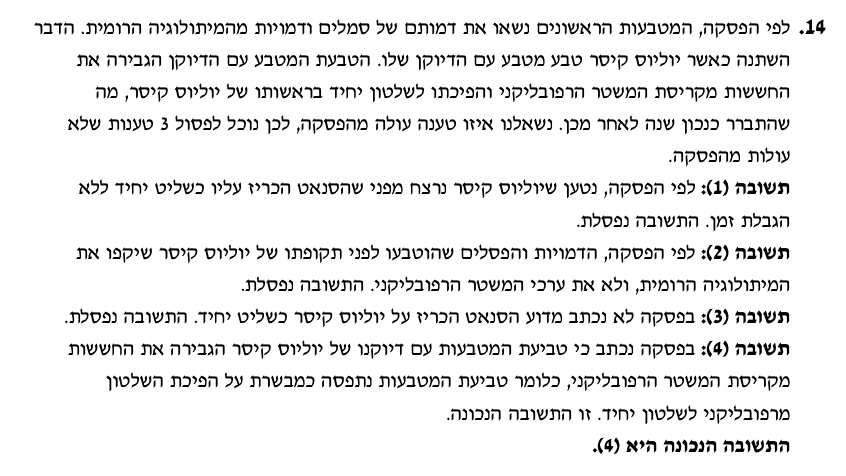 14. לפי הפסקה, המטבעות הראשונים נשאו את דמותם של סמלים ודמויות מהמיתולוגיה הרומית. הדבר
השתנה כאשר יוליוס קיסר טבע מטבע עם הדיוקן שלו. הטבעת המטבע עם הדיוקן הגבירה את
החששות מקריסת המשטר הרפובליקני והפיכתו לשלטון יחיד בראשותו של יוליוס קיסר, מה
שהתברר כנכון שנה לאחר מכן. נשאלנו איזו טענה עולה מהפסקה, לכן נוכל לפסול 3 טענות שלא
עולות מהפסקה.
תשובה (1): לפי הפסקה, נטען שיוליוס קיסר נרצח מפני שהסנאט הכריז עליו כשליט יחיד ללא
הגבלת זמן. התשובה נפסלת.
תשובה (2): לפי הפסקה, הדמויות והפסלים שהוטבעו לפני תקופתו של יוליוס קיסר שיקפו את
המיתולוגיה הרומית, ולא את ערכי המשטר הרפובליקני. התשובה נפסלת.
תשובה (3): בפסקה לא נכתב מדוע הסנאט הכריז על יוליוס קיסר כשליט יחיד. התשובה נפסלת.
תשובה (4): בפסקה נכתב כי טביעת המטבעות עם דיוקנו של יוליוס קיסר הגבירה את החששות
מקריסת המשטר הרפובליקני, כלומר טביעת המטבעות נתפסה כמבשרת על הפיכת השלטון
מרפובליקני לשלטון יחיד. זו התשובה הנכונה.
התשובה הנכונה היא (4).